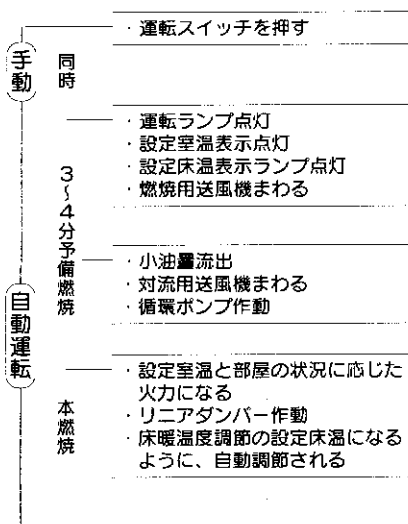 ・運転スイッチを押す
手動
同時
・運転ランプ点灯
・設定室温表示点灯
・設定床温表示ランプ点灯
・燃焼用送風機まわる
3~4分予備燃焼
・小油量流出
・対流用送風機まわる
・循環ポンプ作動
自動運転
・設定室温と部屋の状況に応じた
火力になる
・リニアダンパー作動
・床暖温度調節の設定床温になる
ように、自動調節される
本燃焼